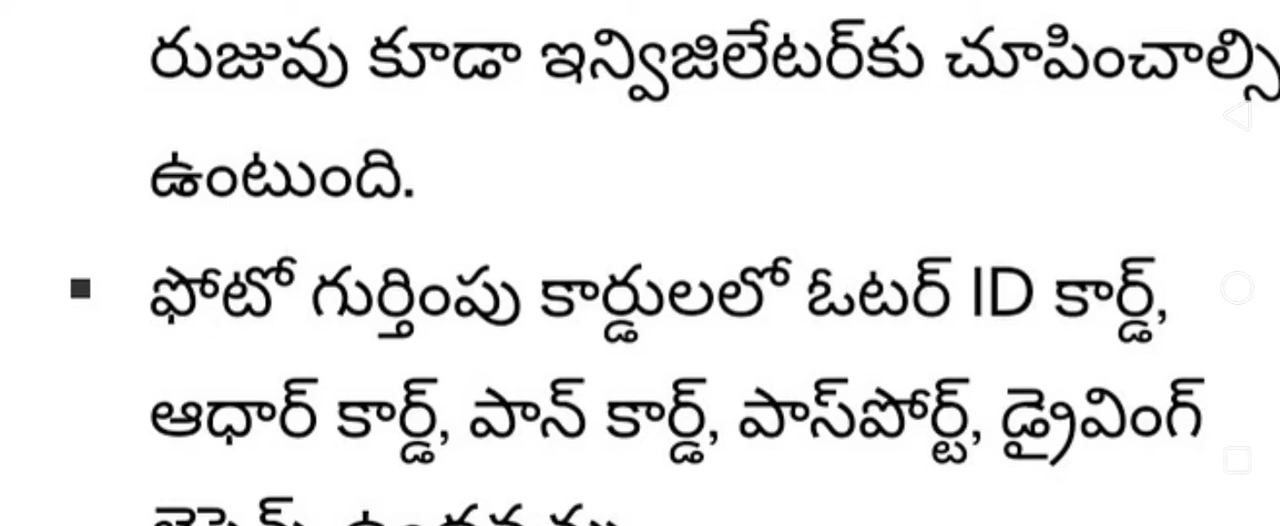 రుజువు కూడా ఇన్విజిలేటర్‌కు చూపించాల్సి
ఉంటుంది.
▪ ఫోటో గుర్తింపు కార్డులలో ఓటర్ ID కార్డ్,
ఆధార్ కార్డ్, పాన్ కార్డ్, పాస్‌పోర్ట్, డ్రైవింగ్